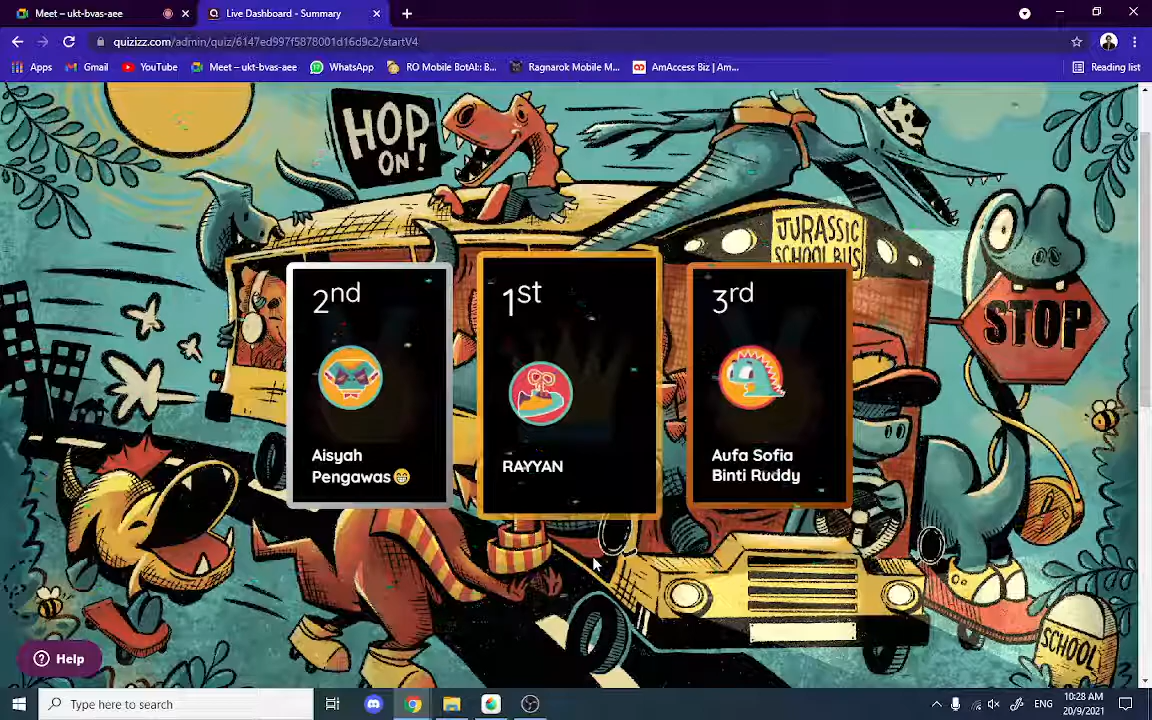 Meet – ukt-bvas-aee
Live Dashboard - Summary
quizizz.com/admin/quiz/6147ed997f5878001d16d9c2/startV4
Apps
Gmail
YouTube
Meet – ukt-bvas-aee
WhatsApp
RO Mobile BotAI:: B...
Ragnarok Mobile M...
AmAccess Biz | Am...
Reading list
HOP
ON!
JURASSIC
SCHOOL BUS
STOP
2nd
1st
3rd
Aisyah
Pengawas😁
RAYYAN
Aufa Sofia
Binti Ruddy
SCHOOL
Help
Type here to search
ENG
10:28 AM
20/9/2021